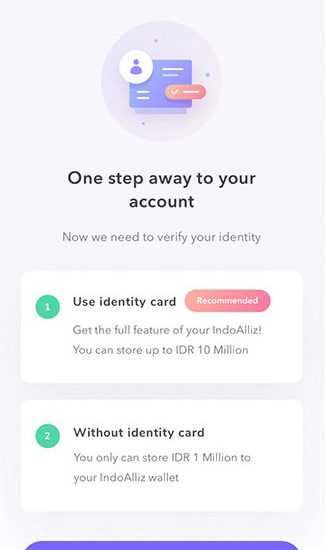 One step away to your
account
Now we need to verify your identity
1
Use identity card
Recommended
Get the full feature of your IndoAlliz!
You can store up to IDR 10 Million
2
Without identity card
You only can store IDR 1 Million to
your IndoAlliz wallet